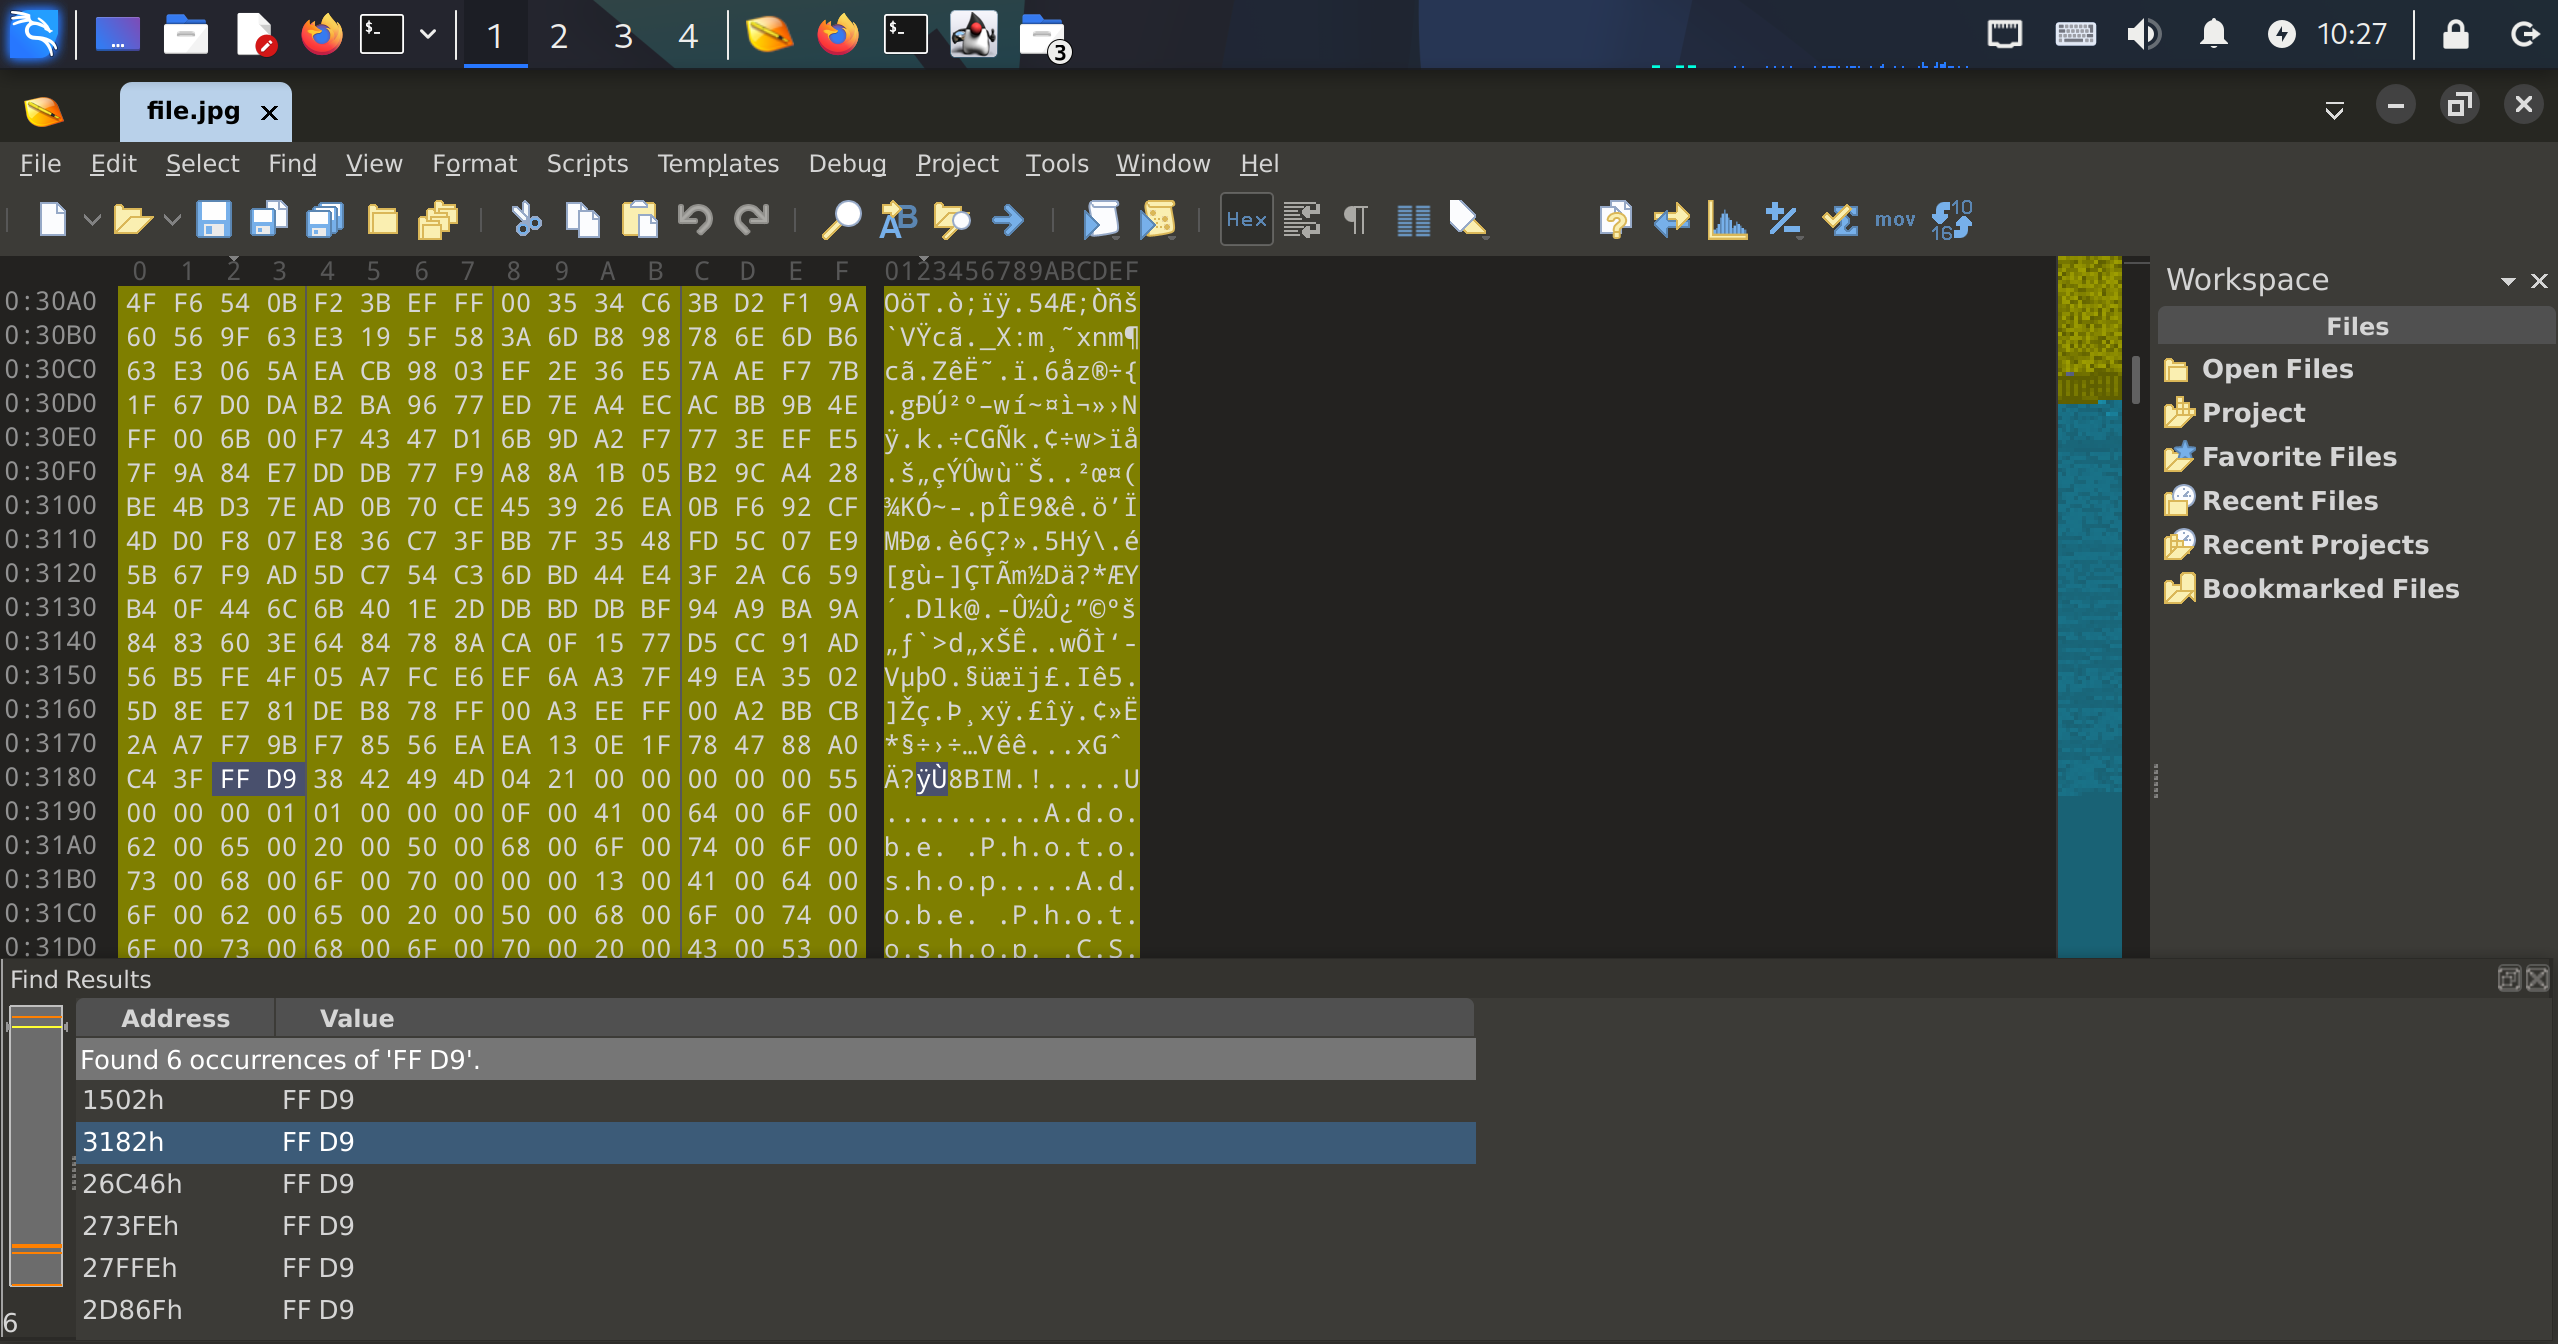 1 2 3 4 3 10:27
file.jpg
File Edit Select Find View Format Scripts Templates Debug Project Tools Window Hel
Hex mov 10 16
0 1 2 3 4 5 6 7 8 9 A B C D E F 0123456789ABCDEF
0:30A0 4F F6 54 0B F2 3B EF FF 00 35 34 C6 3B D2 F1 9A OöT.ò;ïÿ.54Æ;Òñš
0:30B0 60 56 9F 63 E3 19 5F 58 3A 6D B8 98 78 6E 6D B6 `VŸcã._X:m¸˜xnm¶
0:30C0 63 E3 06 5A EA CB 98 03 EF 2E 36 E5 7A AE F7 7B cã.ZêË˜.ï.6åz®÷{
0:30D0 1F 67 D0 DA B2 BA 96 77 ED 7E A4 EC AC BB 9B 4E .gÐÚ²º–wí~¤ì¬»›N
0:30E0 FF 00 6B 00 F7 43 47 D1 6B 9D A2 F7 77 3E EF E5 ÿ.k.÷CGÑk.¢÷w>ïå
0:30F0 7F 9A 84 E7 DD DB 77 F9 A8 8A 1B 05 B2 9C A4 28 .š„çÝÛwù¨Š..²œ¤(
0:3100 BE 4B D3 7E AD 0B 70 CE 45 39 26 EA 0B F6 92 CF ¾KÓ~-.pÎE9&ê.ö’Ï
0:3110 4D D0 F8 07 E8 36 C7 3F BB 7F 35 48 FD 5C 07 E9 MÐø.è6Ç?».5Hý\.é
0:3120 5B 67 F9 AD 5D C7 54 C3 6D BD 44 E4 3F 2A C6 59 [gù-]ÇTÃm½Dä?*ÆY
0:3130 B4 0F 44 6C 6B 40 1E 2D DB BD DB BF 94 A9 BA 9A ´.Dlk@.-Û½Û¿”©ºš
0:3140 84 83 60 3E 64 84 78 8A CA 0F 15 77 D5 CC 91 AD „ƒ`>d„xŠÊ..wÕÌ‘-
0:3150 56 B5 FE 4F 05 A7 FC E6 EF 6A A3 7F 49 EA 35 02 VµþO.§üæïj£.Iê5.
0:3160 5D 8E E7 81 DE B8 78 FF 00 A3 EE FF 00 A2 BB CB ]Žç.Þ¸xÿ.£îÿ.¢»Ë
0:3170 2A A7 F7 9B F7 85 56 EA EA 13 0E 1F 78 47 88 A0 *§÷›÷…Vêê...xGˆ
0:3180 C4 3F FF D9 38 42 49 4D 04 21 00 00 00 00 00 55 Ä?ÿÙ8BIM.!.....U
0:3190 00 00 00 01 01 00 00 00 0F 00 41 00 64 00 6F 00 ..........A.d.o.
0:31A0 62 00 65 00 20 00 50 00 68 00 6F 00 74 00 6F 00 b.e. .P.h.o.t.o.
0:31B0 73 00 68 00 6F 00 70 00 00 00 13 00 41 00 64 00 s.h.o.p.....A.d.
0:31C0 6F 00 62 00 65 00 20 00 50 00 68 00 6F 00 74 00 o.b.e. .P.h.o.t.
0:31D0 6F 00 73 00 68 00 6F 00 70 00 20 00 43 00 53 00 o.s.h.o.p. .C.S.
Workspace
Files
Open Files
Project
Favorite Files
Recent Files
Recent Projects
Bookmarked Files
Find Results
Address Value
Found 6 occurrences of 'FF D9'.
1502h FF D9
3182h FF D9
26C46h FF D9
273FEh FF D9
27FFEh FF D9
2D86Fh FF D9
6